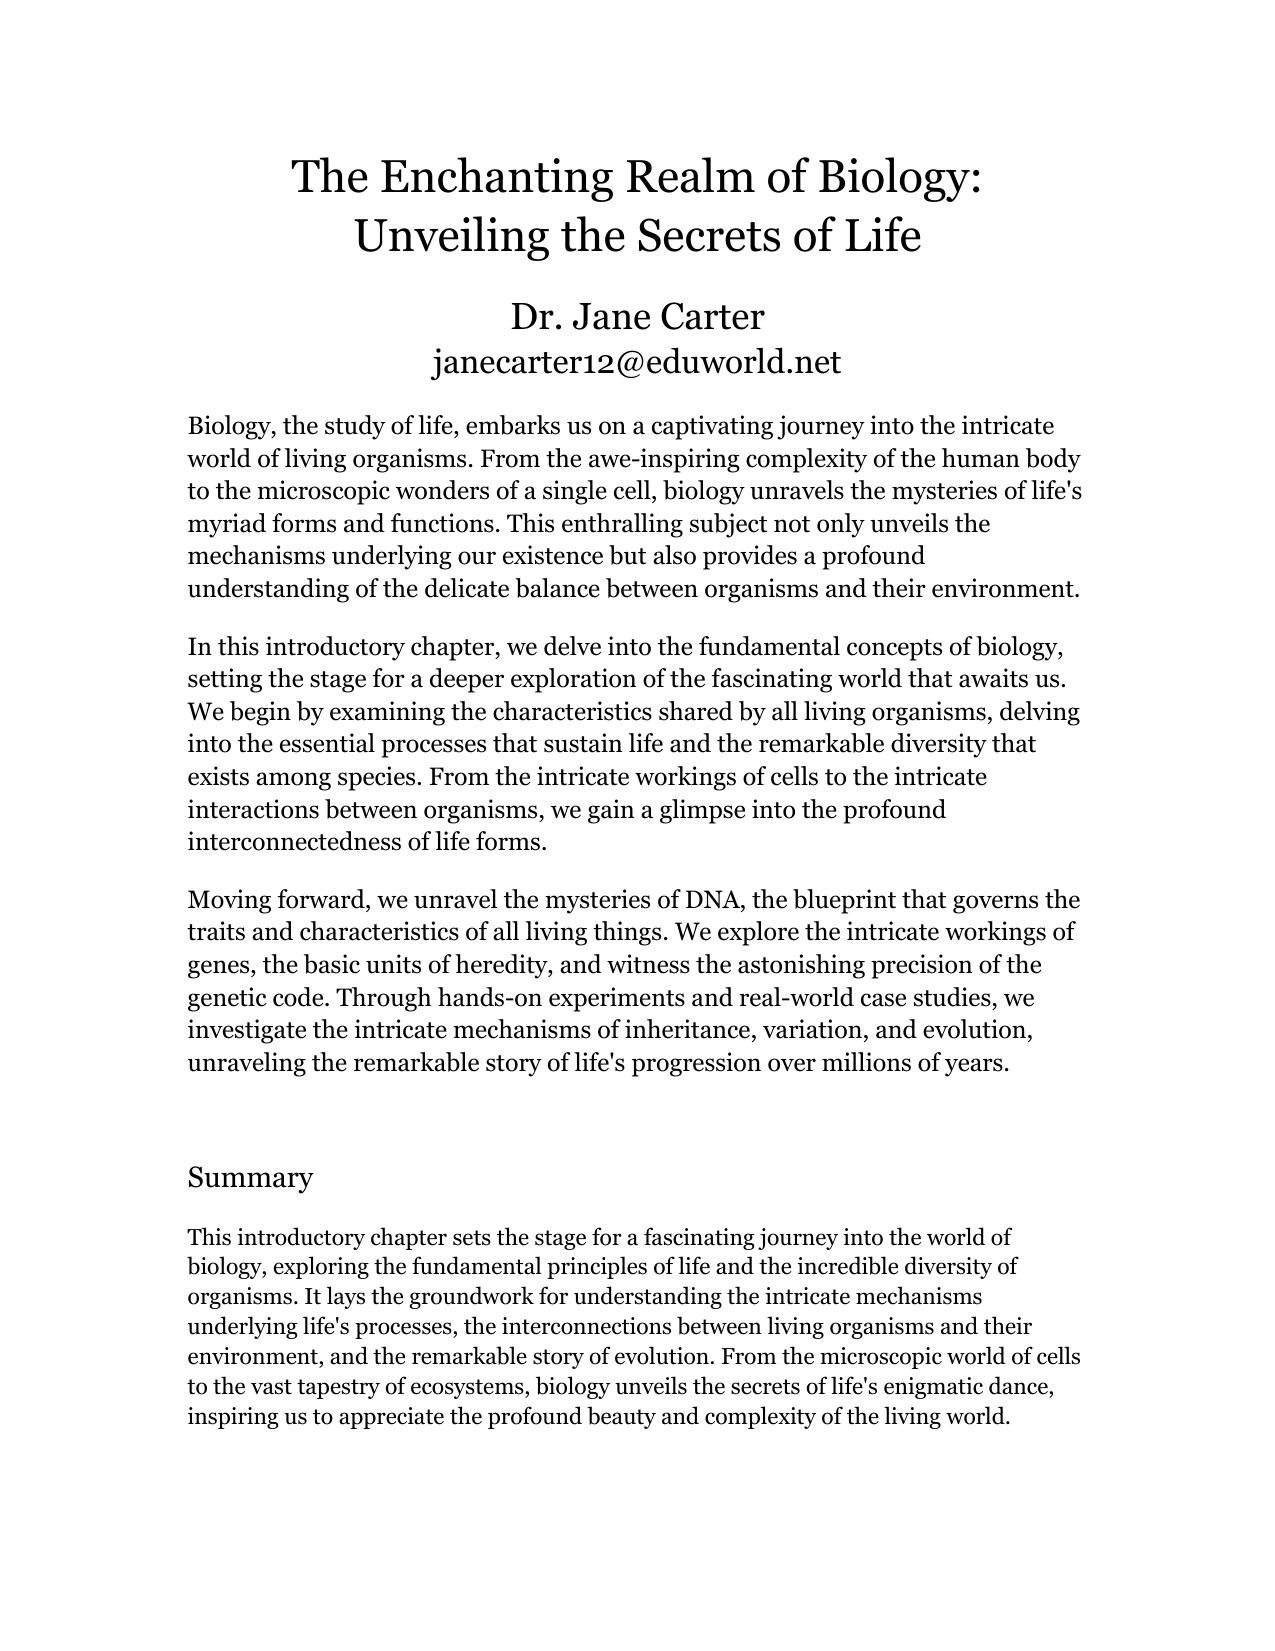 The Enchanting Realm of Biology:
Unveiling the Secrets of Life
Dr. Jane Carter
janecarter12@eduworld.net
Biology, the study of life, embarks us on a captivating journey into the intricate
world of living organisms. From the awe-inspiring complexity of the human body
to the microscopic wonders of a single cell, biology unravels the mysteries of life's
myriad forms and functions. This enthralling subject not only unveils the
mechanisms underlying our existence but also provides a profound
understanding of the delicate balance between organisms and their environment.
In this introductory chapter, we delve into the fundamental concepts of biology,
setting the stage for a deeper exploration of the fascinating world that awaits us.
We begin by examining the characteristics shared by all living organisms, delving
into the essential processes that sustain life and the remarkable diversity that
exists among species. From the intricate workings of cells to the intricate
interactions between organisms, we gain a glimpse into the profound
interconnectedness of life forms.
Moving forward, we unravel the mysteries of DNA, the blueprint that governs the
traits and characteristics of all living things. We explore the intricate workings of
genes, the basic units of heredity, and witness the astonishing precision of the
genetic code. Through hands-on experiments and real-world case studies, we
investigate the intricate mechanisms of inheritance, variation, and evolution,
unraveling the remarkable story of life's progression over millions of years.
Summary
This introductory chapter sets the stage for a fascinating journey into the world of
biology, exploring the fundamental principles of life and the incredible diversity of
organisms. It lays the groundwork for understanding the intricate mechanisms
underlying life's processes, the interconnections between living organisms and their
environment, and the remarkable story of evolution. From the microscopic world of cells
to the vast tapestry of ecosystems, biology unveils the secrets of life's enigmatic dance,
inspiring us to appreciate the profound beauty and complexity of the living world.